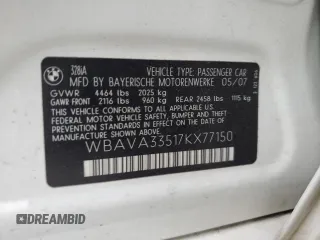 328iA
VEHICLE TYPE: PASSENGER CAR
MFD BY BAYERISCHE MOTORENWERKE 05/07
GVWR 4464 lbs 2025 kg
GAWR FRONT 2116 lbs 960 kg GAWR REAR 2458 lbs 1115 kg
THIS VEHICLE CONFORMS TO ALL APPLICABLE FEDERAL MOTOR
VEHICLE SAFETY, BUMPER, AND THEFT PREVENTION STANDARDS IN
EFFECT ON THE DATE OF MANUFACTURE SHOWN ABOVE.
WBAVA33517KX77150
DREAMBID